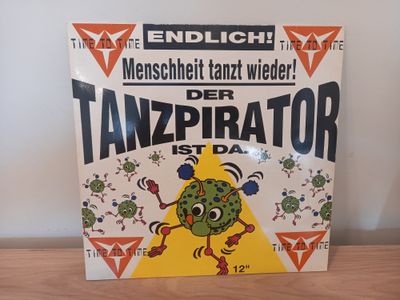 ENDLICH!
TIME TO TIME
TIME TO TIME
Menschheit tanzt wieder!
DER
TANZPIRATOR
IST DA!
TIME TO TIME
TIME TO TIME
12"